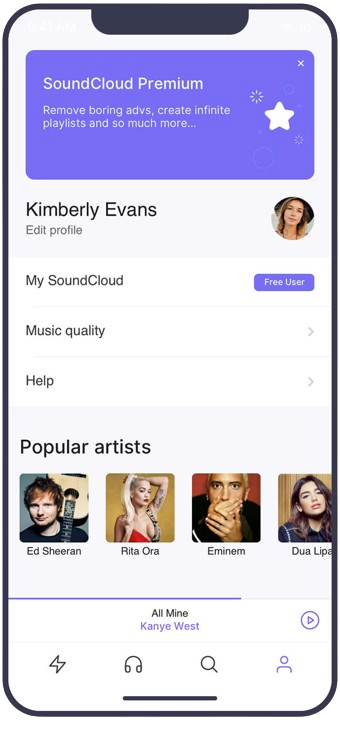 9:41 AM
SoundCloud Premium
Remove boring advs, create infinite
playlists and so much more...
Kimberly Evans
Edit profile
My SoundCloud
Free User
Music quality
Help
Popular artists
Ed Sheeran
Rita Ora
Eminem
Dua Lipa
All Mine
Kanye West